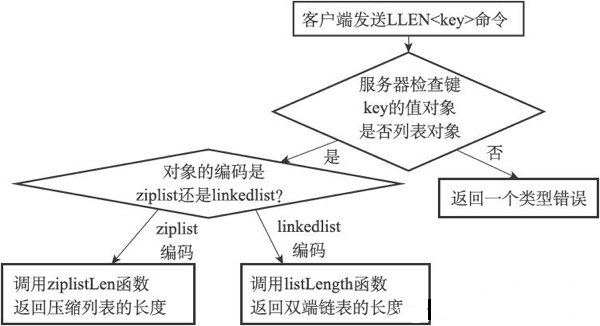 客户端发送LLEN<key>命令
服务器检查键
key的值对象
是否列表对象
是
否
对象的编码是
ziplist还是linkedlist?
返回一个类型错误
ziplist
编码
linkedlist
编码
调用ziplistLen函数
返回压缩列表的长度
调用listLength函数
返回双端链表的长度